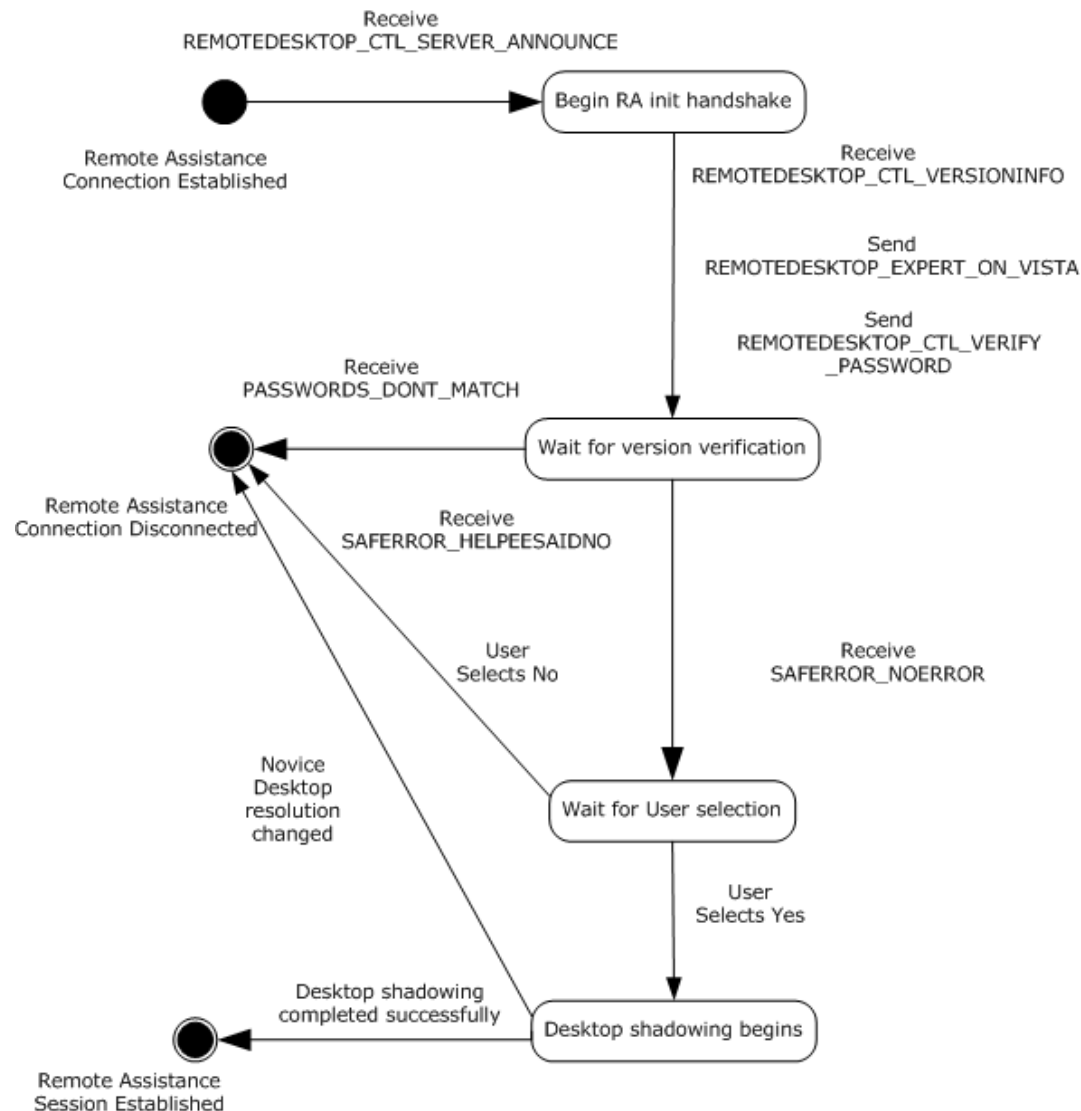 Receive
REMOTEDESKTOP_CTL_SERVER_ANNOUNCE
Begin RA init handshake
Remote Assistance
Connection Established
Receive
REMOTEDESKTOP_CTL_VERSIONINFO
Send
REMOTEDESKTOP_EXPERT_ON_VISTA
Send
REMOTEDESKTOP_CTL_VERIFY
_PASSWORD
Receive
PASSWORDS_DONT_MATCH
Wait for version verification
Remote Assistance
Connection Disconnected
Receive
SAFERROR_HELPEESAIDNO
User
Selects No
Receive
SAFERROR_NOERROR
Novice
Desktop
resolution
changed
Wait for User selection
User
Selects Yes
Desktop shadowing
completed successfully
Desktop shadowing begins
Remote Assistance
Session Established